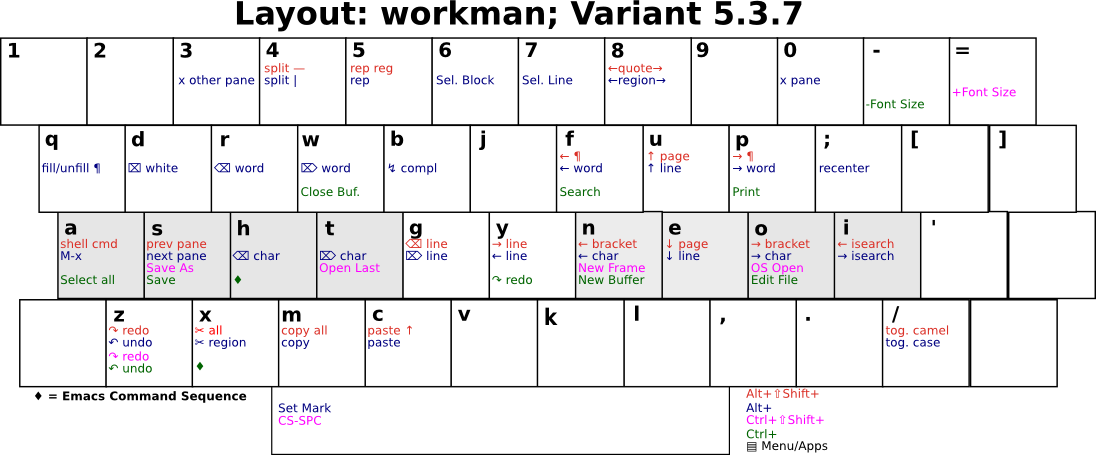 Layout: workman; Variant 5.3.7
1
2
3
x other pane
4
split —
split |
5
rep reg
rep
6
Sel. Block
7
Sel. Line
8
←quote→
←region→
9
0
x pane
-
-Font Size
=
+Font Size
q
fill/unfill ¶
d
⌧ white
r
⌫ word
w
⌦ word
Close Buf.
b
↯ compl
j
f
← ¶
← word
Search
u
↑ page
↑ line
p
→ ¶
→ word
Print
;
recenter
[
]
a
shell cmd
M-x
Select all
s
prev pane
next pane
Save As
Save
h
⌫ char
♦
t
⌦ char
Open Last
g
⌫ line
⌦ line
y
→ line
← line
↷ redo
n
← bracket
← char
New Frame
New Buffer
e
↓ page
↓ line
o
→ bracket
→ char
OS Open
Edit File
i
← isearch
→ isearch
'
z
↷ redo
↶ undo
↷ redo
↶ undo
x
✂ all
✂ region
♦
m
copy all
copy
c
paste ↑
paste
v
k
l
,
.
/
tog. camel
tog. case
♦ = Emacs Command Sequence
Set Mark
CS-SPC
Alt+⇧Shift+
Alt+
Ctrl+⇧Shift+
Ctrl+
▤ Menu/Apps